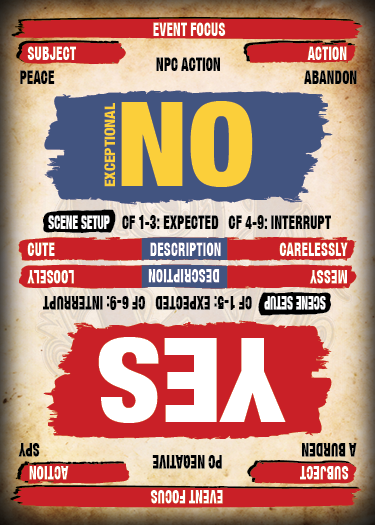 EVENT FOCUS
SUBJECT NPC ACTION ACTION
PEACE ABANDON
EXCEPTIONAL NO
SCENE SETUP CF 1-3: EXPECTED CF 4-9: INTERRUPT
CUTE DESCRIPTION CARELESSLY
MESSY DESCRIPTION LOOSELY
SCENE SETUP CF 1-5: EXPECTED CF 6-9: INTERRUPT
YES
A BURDEN SPY
SUBJECT PC NEGATIVE ACTION
EVENT FOCUS